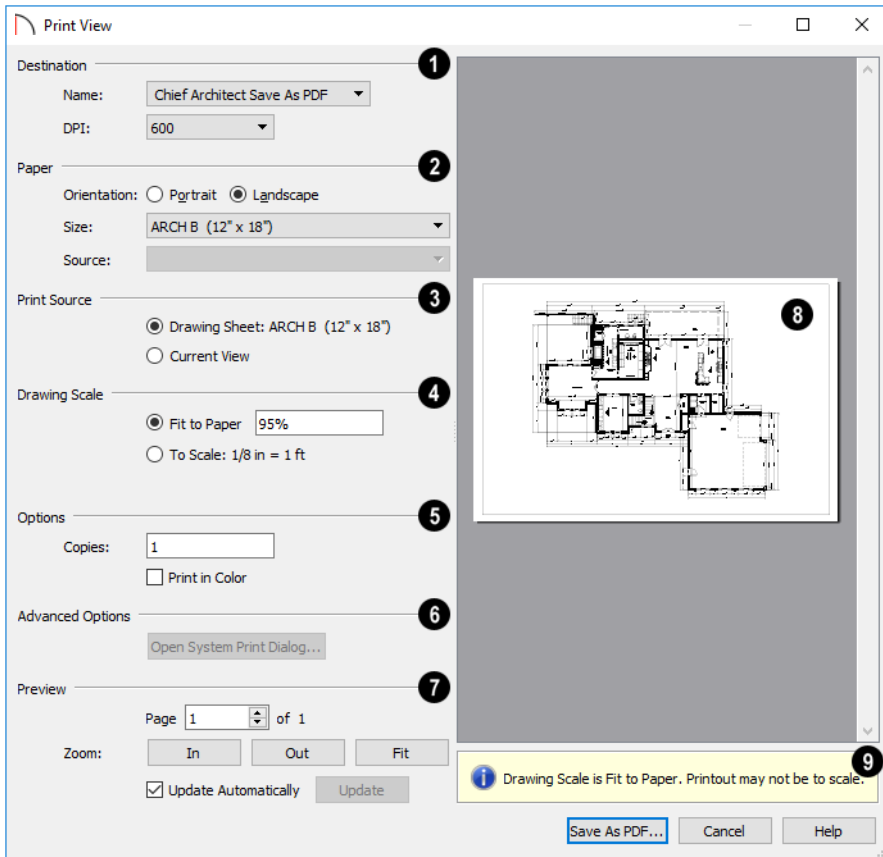 Print View
Destination 1
Name: Chief Architect Save As PDF
DPI: 600
Paper 2
Orientation: Portrait Landscape
Size: ARCH B (12" x 18")
Source:
Print Source 3
Drawing Sheet: ARCH B (12" x 18")
Current View
Drawing Scale 4
Fit to Paper 95%
To Scale: 1/8 in = 1 ft
Options 5
Copies: 1
Print in Color
Advanced Options 6
Open System Print Dialog...
Preview 7
Page 1 of 1
Zoom: In Out Fit
Update Automatically Update
8
9
Drawing Scale is Fit to Paper. Printout may not be to scale.
Save As PDF... Cancel Help